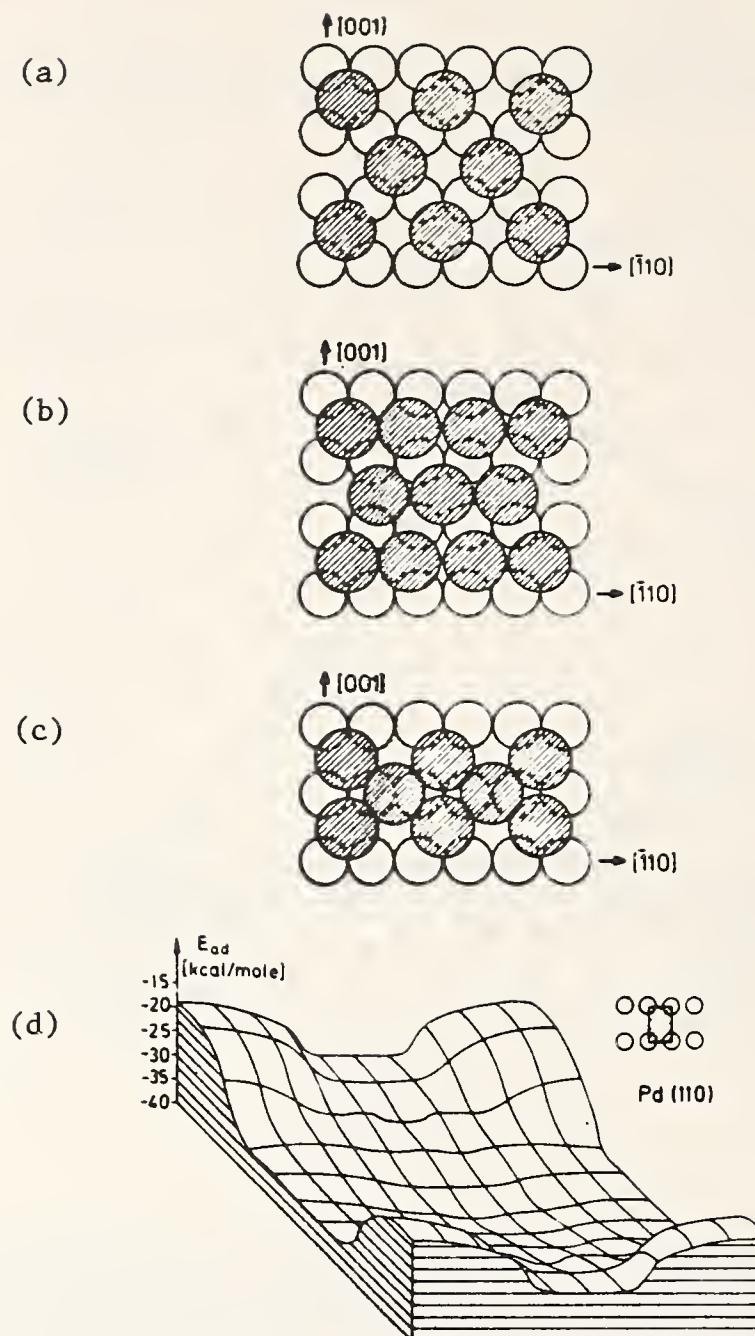 (a)
[001]
[1̄10]
(b)
[001]
[1̄10]
(c)
[001]
[1̄10]
(d)
E_ad
[kcal/mole]
-15
-20
-25
-30
-35
-40
Pd (110)